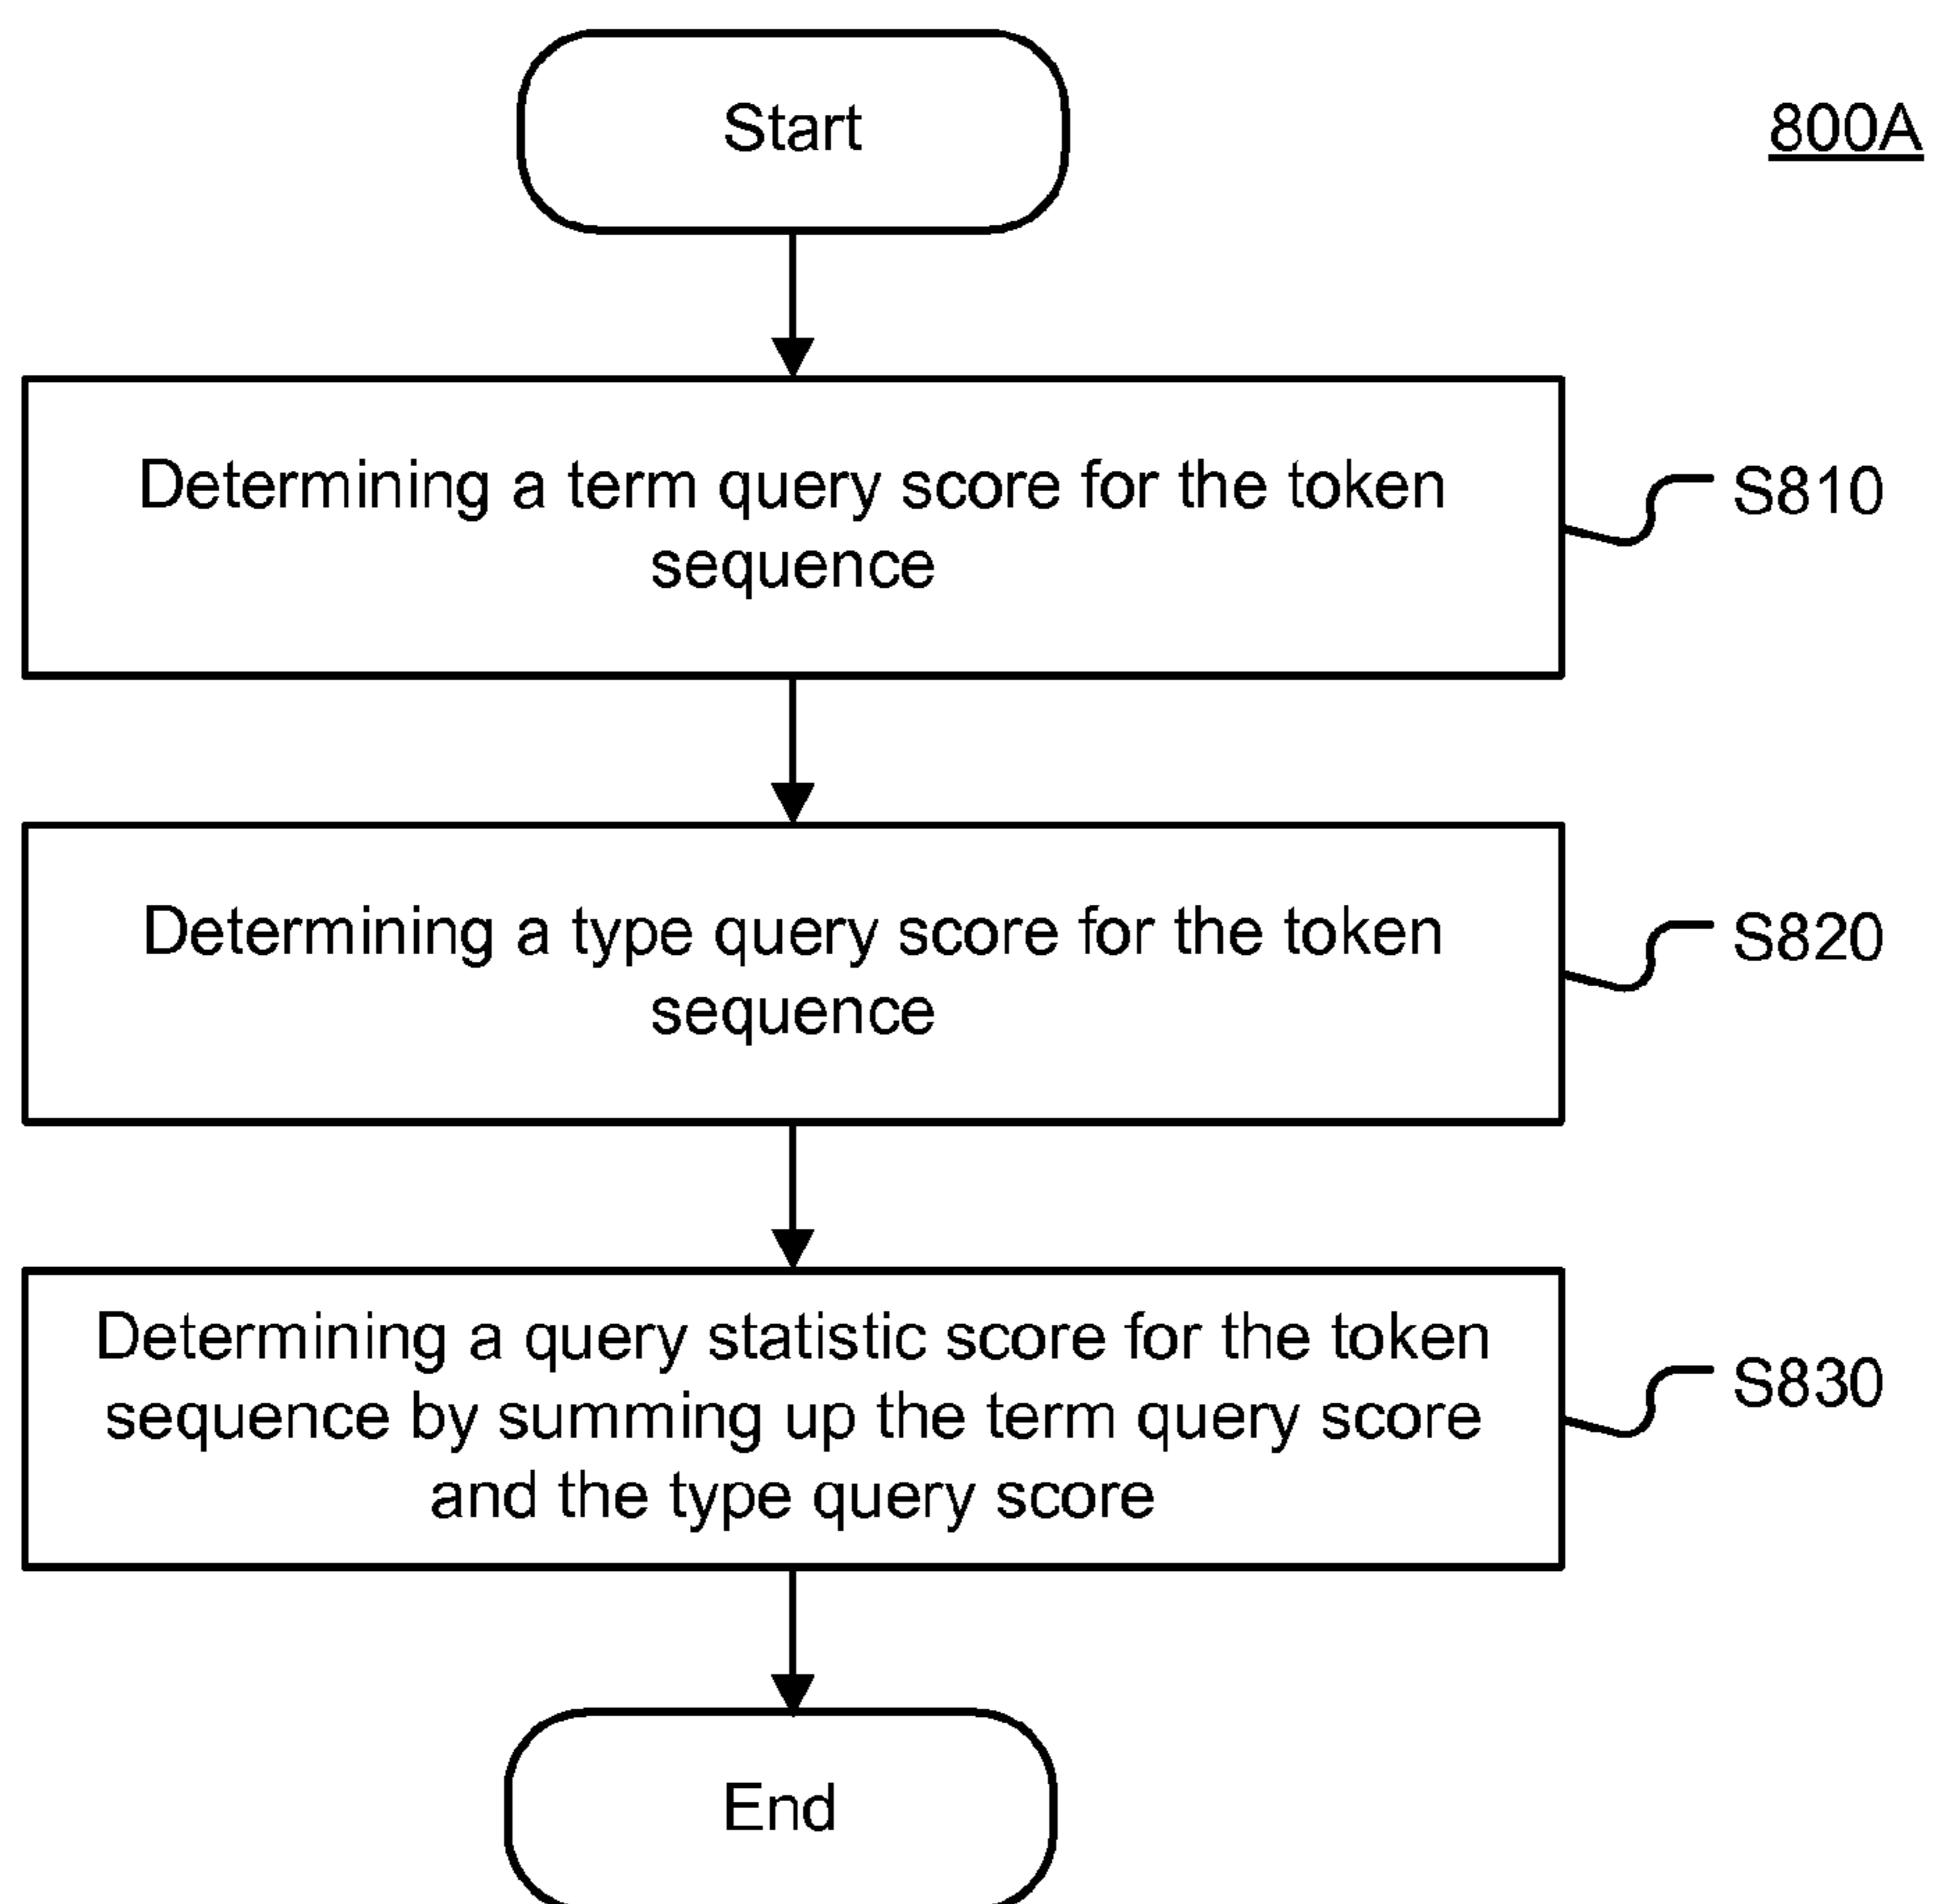 Start
800A
Determining a term query score for the token
sequence
S810
Determining a type query score for the token
sequence
S820
Determining a query statistic score for the token
sequence by summing up the term query score
and the type query score
S830
End